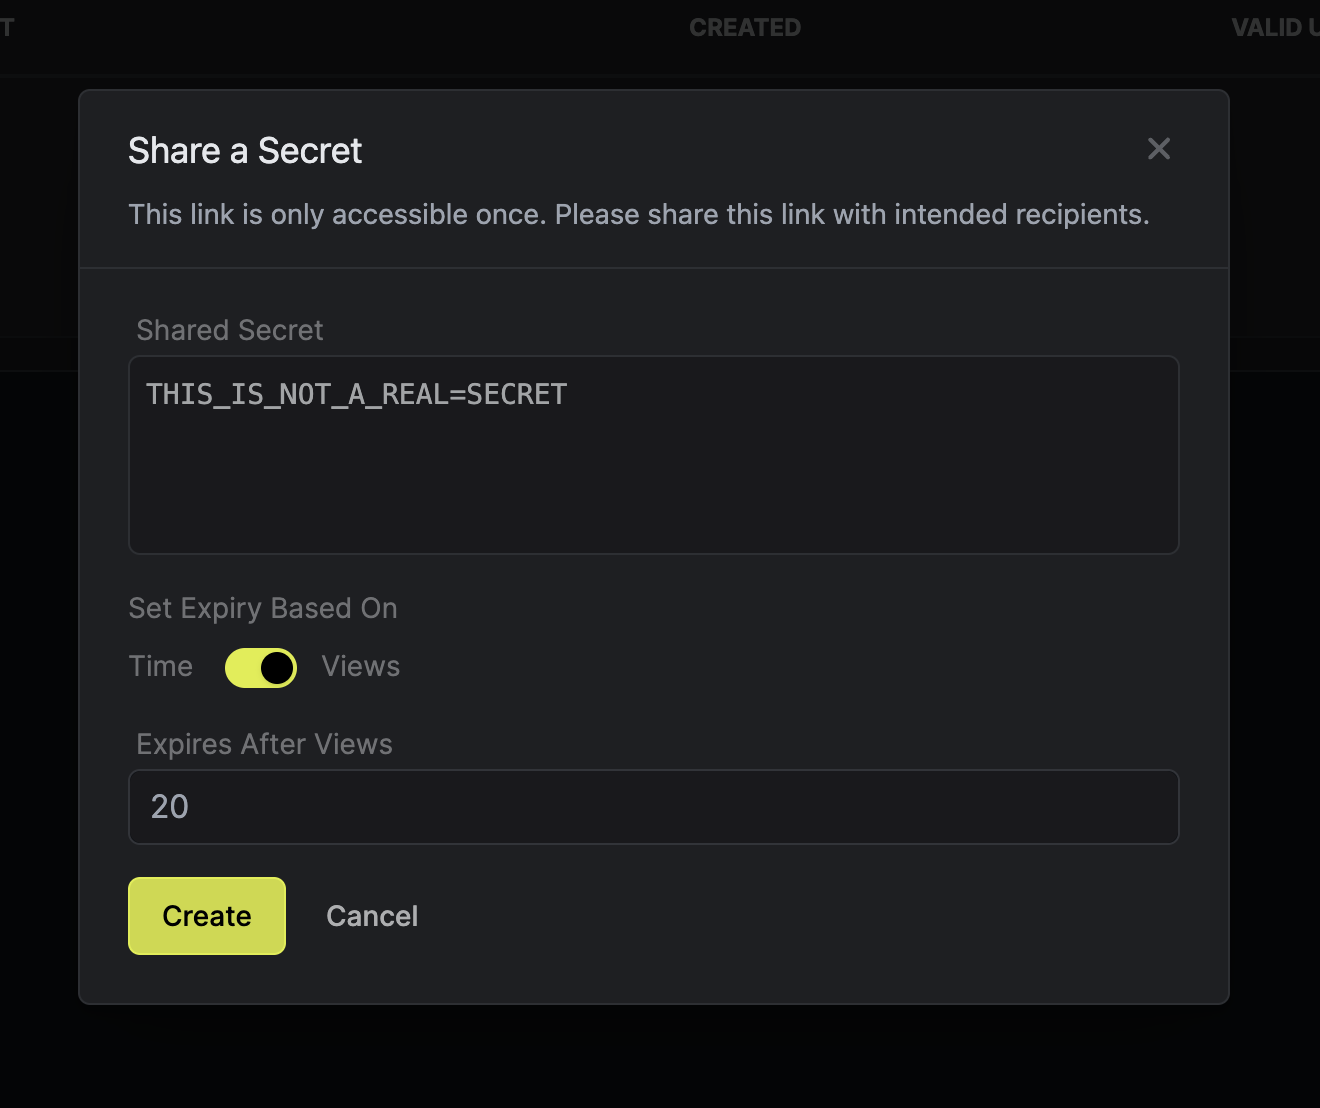 T CREATED VALID U
Share a Secret
This link is only accessible once. Please share this link with intended recipients.
Shared Secret
THIS_IS_NOT_A_REAL=SECRET
Set Expiry Based On
Time Views
Expires After Views
20
Create Cancel